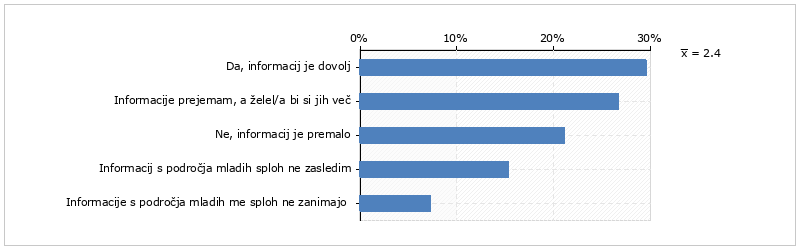 0% 10% 20% 30%
x̅ = 2.4
Da, informacij je dovolj
Informacije prejemam, a želel/a bi si jih več
Ne, informacij je premalo
Informacij s področja mladih sploh ne zasledim
Informacije s področja mladih me sploh ne zanimajo